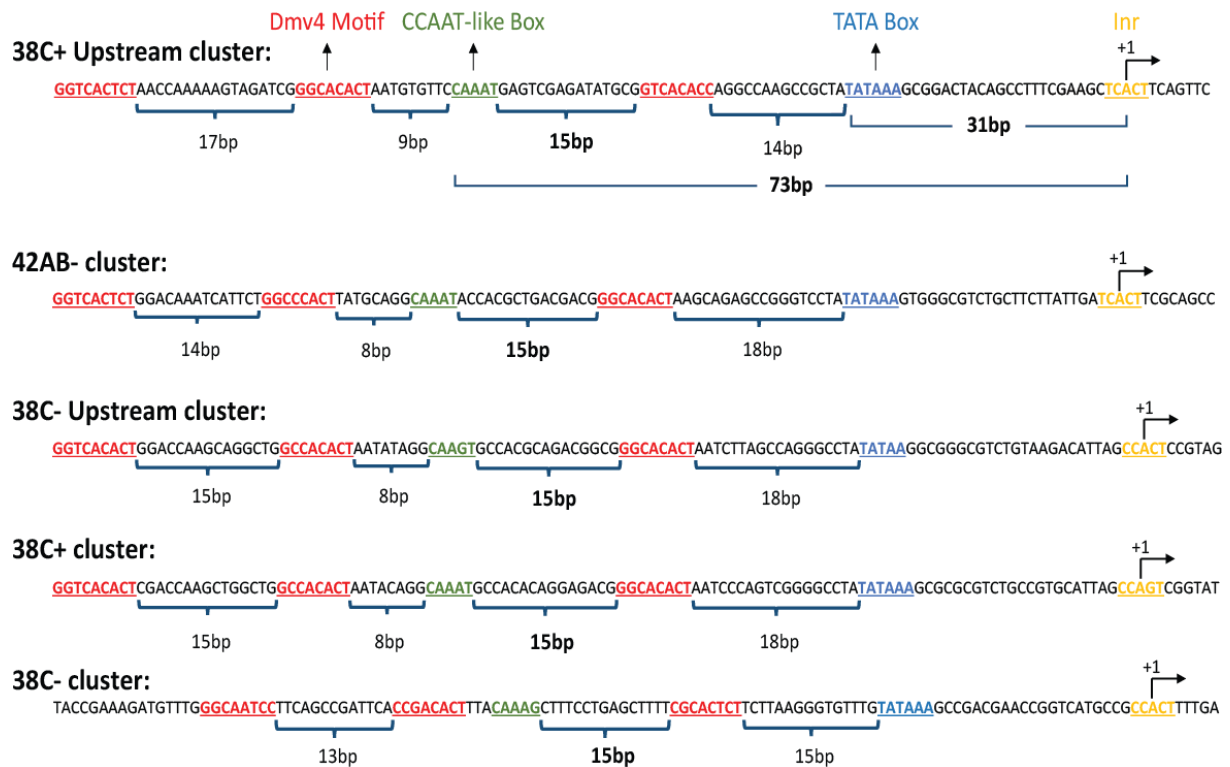 Dmv4 Motif CCAAT-like Box TATA Box Inr
38C+ Upstream cluster:
+1
GGTCACTCTAACCAAAAAGTAGATCGGGCACACTAATGTGTTCCAAATGAGTCGAGATATGCGGTCACACCAGGCCAAGCCGCTATATAAAGCGGACTACAGCCTTTCGAAGCTCACTTCAGTTC
17bp 9bp 15bp 14bp 31bp
73bp
42AB- cluster:
+1
GGTCACTCTGGACAAATCATTCTGGCCCACTTATGCAGGCAAATACCACGCTGACGACGGGCACACTAAGCAGAGCCGGGTCCTATATAAAGTGGGCGTCTGCTTCTTATTGATCACTTCGCAGCC
14bp 8bp 15bp 18bp
38C- Upstream cluster:
+1
GGTCACACTGGACCAAGCAGGCTGGCCACACTAATATAGGCAAGTGCCACGCAGACGGCGGGCACACTAATCTTAGCCAGGGCCTATATAAGGCGGGCGTCTGTAAGACATTAGCCACTCCGTAG
15bp 8bp 15bp 18bp
38C+ cluster:
+1
GGTCACACTCGACCAAGCTGGCTGGCCACACTAATACAGGCAAATGCCACACAGGAGACGGGCACACTAATCCCAGTCGGGGCCTATATAAAGCGCGCGTCTGCCGTGCATTAGCCAGTCGGTAT
15bp 8bp 15bp 18bp
38C- cluster:
+1
TACCGAAAGATGTTTGGGCAATCCTTCAGCCGATTCACCGACACTTTACAAAGCTTTCCTGAGCTTTTCGCACTCTTCTTAAGGGTGTTTGTATAAAGCCGACGAACCGGTCATGCCGCCACTTTTGA
13bp 15bp 15bp